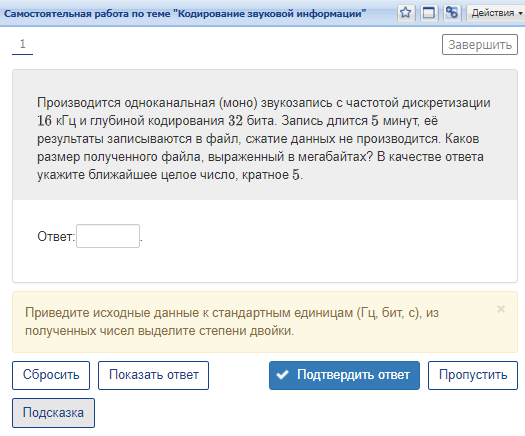 Самостоятельная работа по теме "Кодирование звуковой информации"
Действия
1
Завершить
Производится одноканальная (моно) звукозапись с частотой дискретизации
16 кГц и глубиной кодирования 32 бита. Запись длится 5 минут, её
результаты записываются в файл, сжатие данных не производится. Каков
размер полученного файла, выраженный в мегабайтах? В качестве ответа
укажите ближайшее целое число, кратное 5.
Ответ: .
Приведите исходные данные к стандартным единицам (Гц, бит, с), из
полученных чисел выделите степени двойки.
×
Сбросить Показать ответ Подтвердить ответ Пропустить
Подсказка